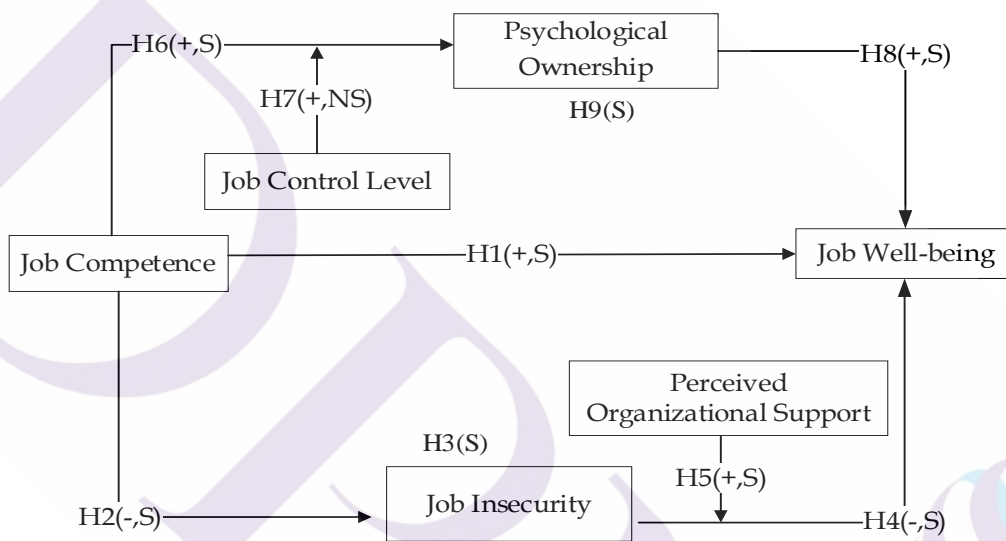 Psychological
Ownership
H6(+,S)
H8(+,S)
H7(+,NS)
H9(S)
Job Control Level
Job Competence
H1(+,S)
Job Well-being
Perceived
Organizational Support
H3(S)
H5(+,S)
Job Insecurity
H2(-,S)
H4(-,S)